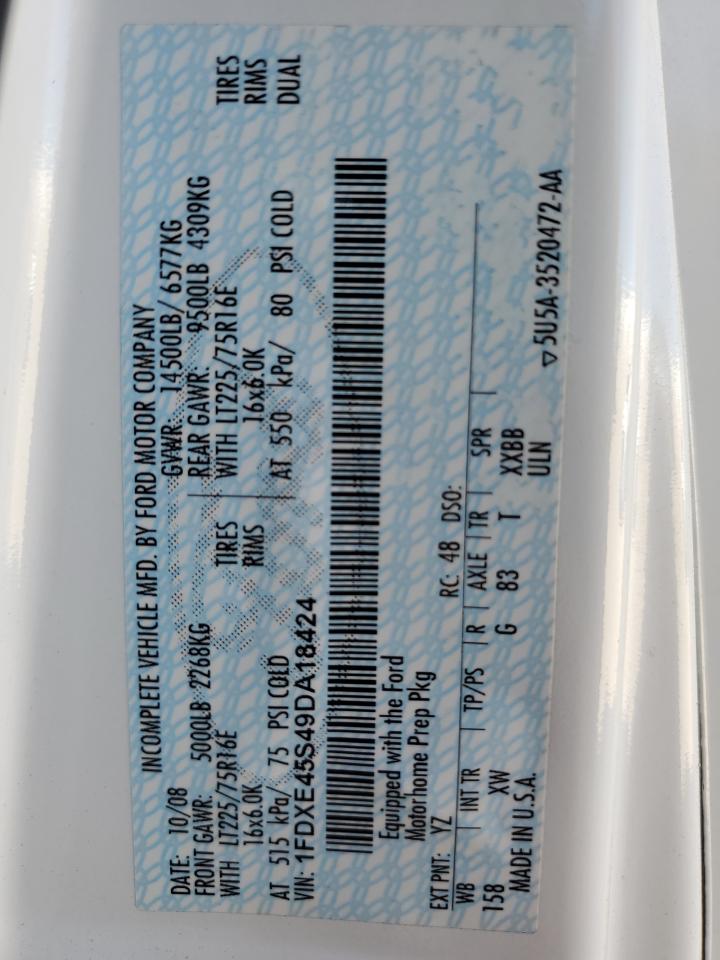 INCOMPLETE VEHICLE MFD. BY FORD MOTOR COMPANY
DATE: 10/08 GVWR: 14500LB/ 6577KG
FRONT GAWR: 5000LB 2268KG REAR GAWR: 9500LB 4309KG
WITH LT225/75R16E TIRES WITH LT225/75R16E TIRES
16x6.0K RIMS 16x6.0K RIMS
AT 515 kPa/ 75 PSI COLD AT 550 kPa/ 80 PSI COLD DUAL
VIN: 1FDXE45S49DA18424
Equipped with the Ford
Motorhome Prep Pkg
EXT PNT: YZ RC: 48 DSO:
WB INT TR TP/PS R AXLE TR SPR
158 XW G 83 T XXBB
MADE IN U.S.A. ULN
▽5U5A-3520472-AA